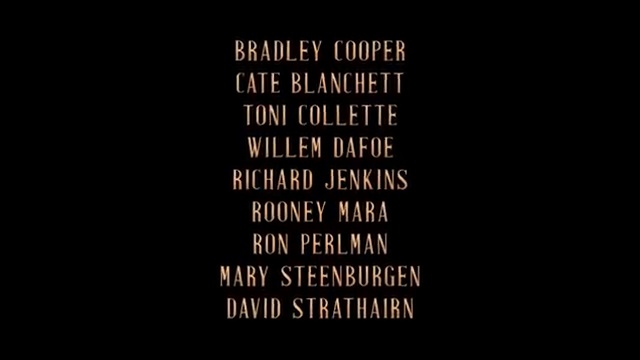 BRADLEY COOPER
CATE BLANCHETT
TONI COLLETTE
WILLEM DAFOE
RICHARD JENKINS
ROONEY MARA
RON PERLMAN
MARY STEENBURGEN
DAVID STRATHAIRN